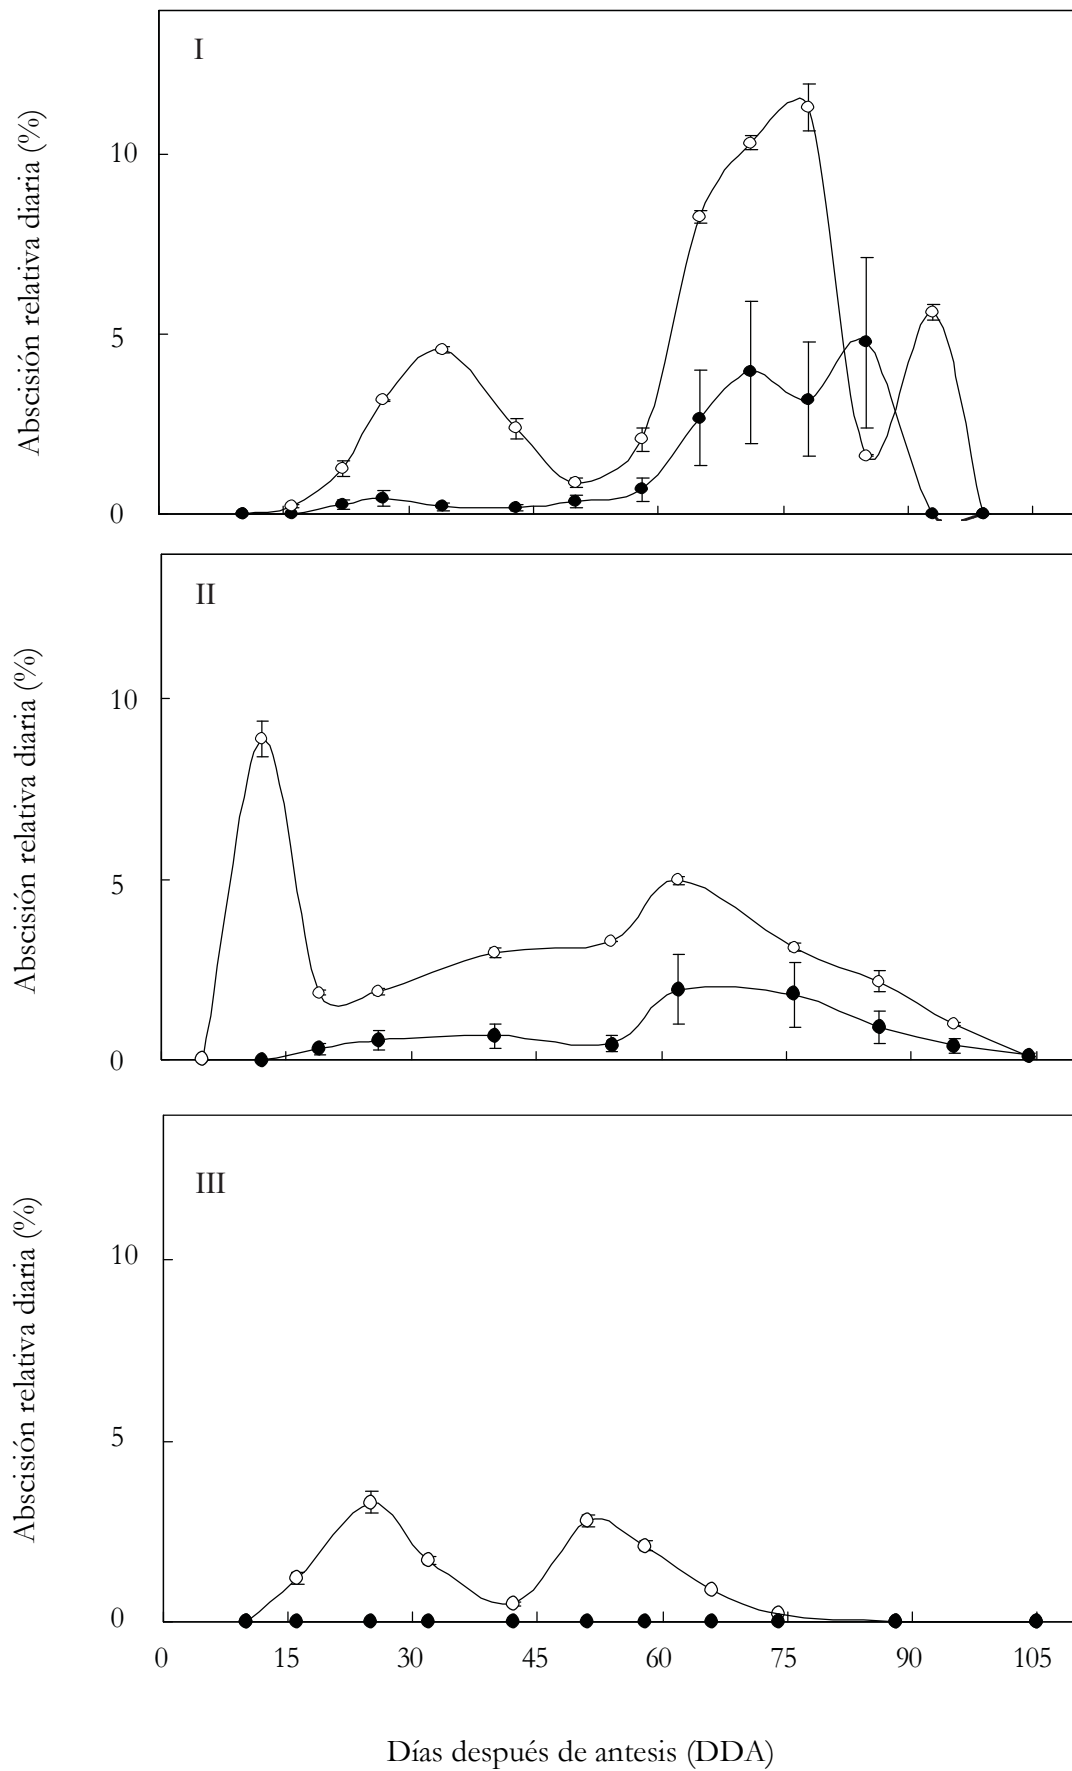 I
Abscisión relativa diaria (%)
10
5
0
II
Abscisión relativa diaria (%)
10
5
0
III
Abscisión relativa diaria (%)
10
5
0
0 15 30 45 60 75 90 105
Días después de antesis (DDA)